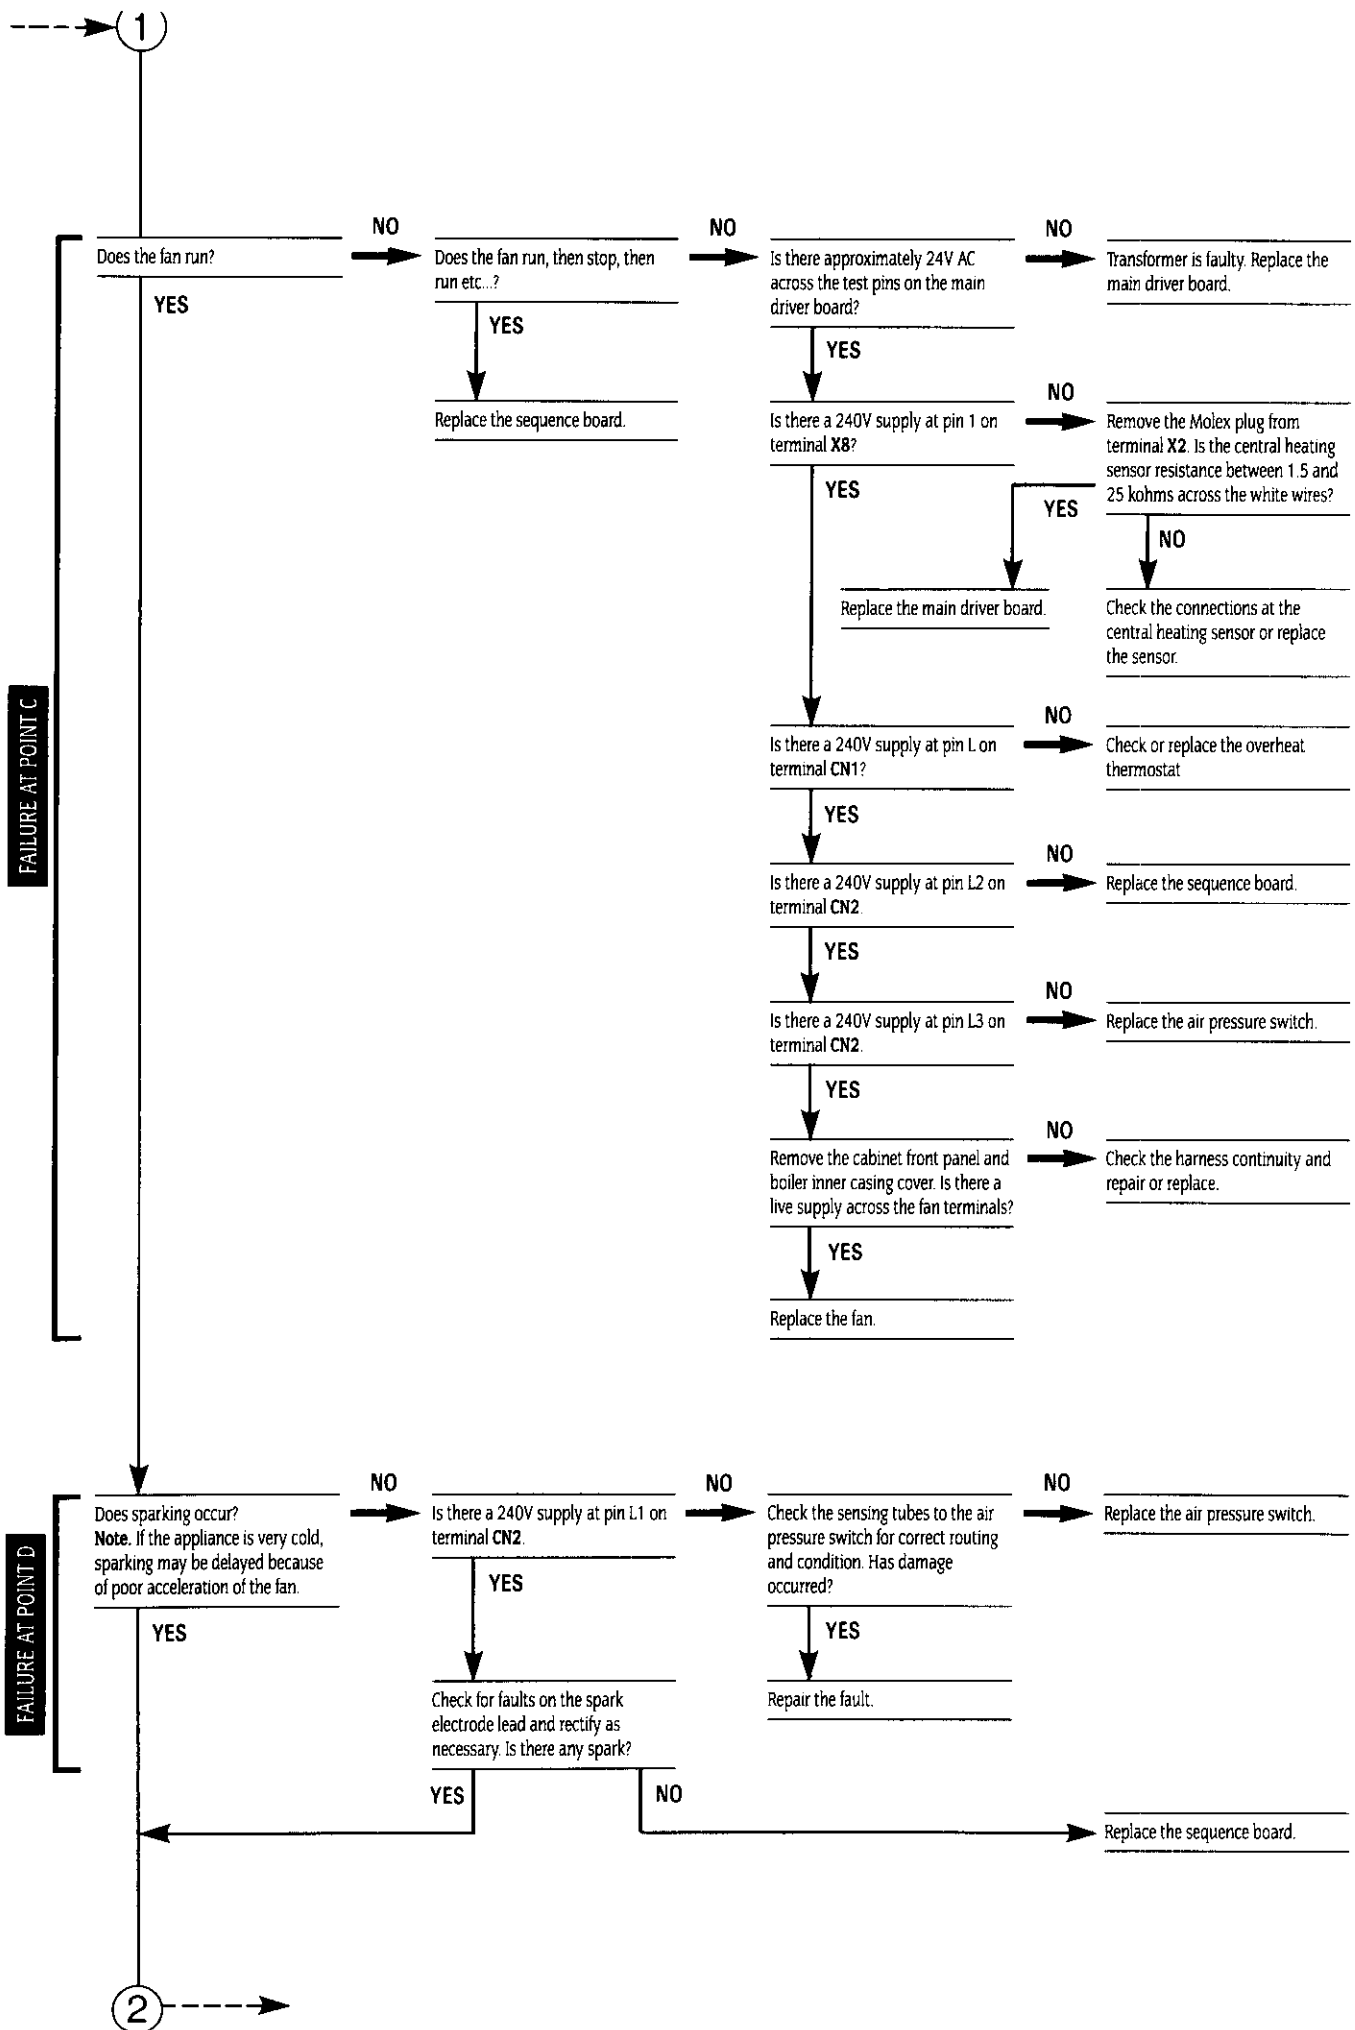 1
NO
NO
NO
Does the fan run?
Does the fan run, then stop, then
run etc...?
Is there approximately 24V AC
across the test pins on the main
driver board?
Transformer is faulty. Replace the
main driver board.
YES
YES
YES
NO
Replace the sequence board.
Is there a 240V supply at pin 1 on
terminal X8?
Remove the Molex plug from
terminal X2. Is the central heating
sensor resistance between 1.5 and
25 kohms across the white wires?
YES
YES
NO
Replace the main driver board.
Check the connections at the
central heating sensor or replace
the sensor.
FAILURE AT POINT C
NO
Is there a 240V supply at pin L on
terminal CN1?
Check or replace the overheat
thermostat
YES
NO
Is there a 240V supply at pin L2 on
terminal CN2.
Replace the sequence board.
YES
NO
Is there a 240V supply at pin L3 on
terminal CN2.
Replace the air pressure switch.
YES
NO
Remove the cabinet front panel and
boiler inner casing cover. Is there a
live supply across the fan terminals?
Check the harness continuity and
repair or replace.
YES
Replace the fan.
NO
NO
NO
Does sparking occur?
Note. If the appliance is very cold,
sparking may be delayed because
of poor acceleration of the fan.
Is there a 240V supply at pin L1 on
terminal CN2.
Check the sensing tubes to the air
pressure switch for correct routing
and condition. Has damage
occurred?
Replace the air pressure switch.
YES
YES
YES
FAILURE AT POINT D
Check for faults on the spark
electrode lead and rectify as
necessary. Is there any spark?
Repair the fault.
YES
NO
Replace the sequence board.
2